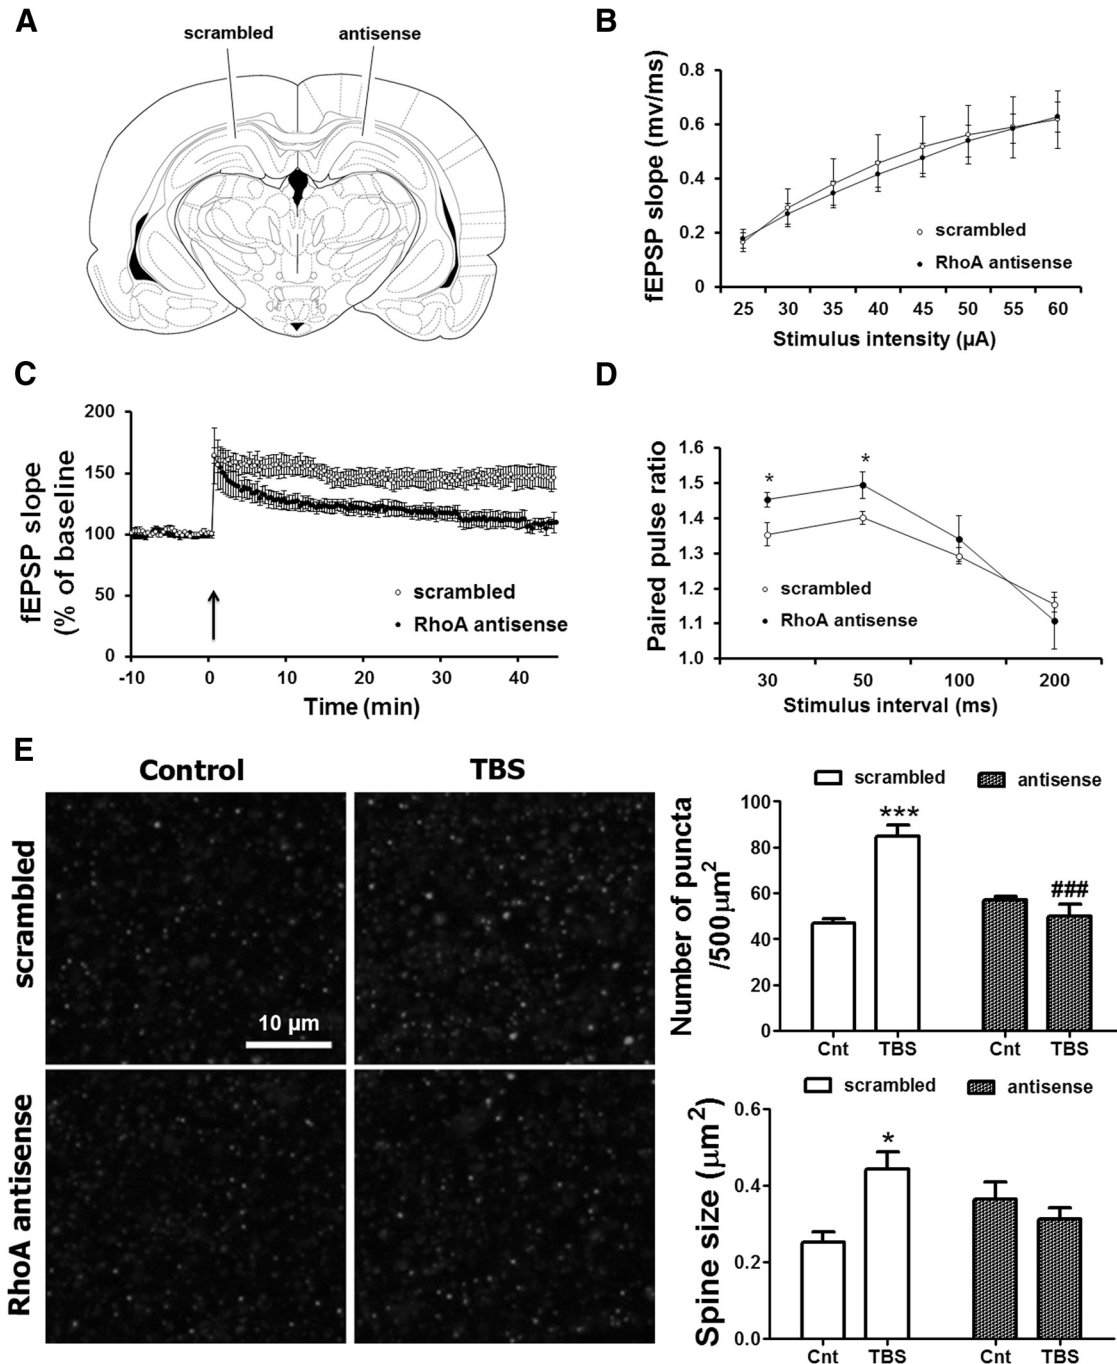 A
scrambled
antisense
B
fEPSP slope (mv/ms)
0.8
0.6
0.4
0.2
0
scrambled
RhoA antisense
25 30 35 40 45 50 55 60
Stimulus intensity (µA)
C
fEPSP slope
(% of baseline)
200
150
100
50
0
scrambled
RhoA antisense
-10 0 10 20 30 40
Time (min)
D
Paired pulse ratio
1.6
1.5
1.4
1.3
1.2
1.1
1.0
*
*
scrambled
RhoA antisense
30 50 100 200
Stimulus interval (ms)
E
Control
TBS
scrambled
10 µm
RhoA antisense
scrambled
antisense
Number of puncta
/500µm²
100
80
60
40
20
0
***
###
Cnt TBS Cnt TBS
scrambled
antisense
Spine size (µm²)
0.6
0.4
0.2
0.0
*
Cnt TBS Cnt TBS